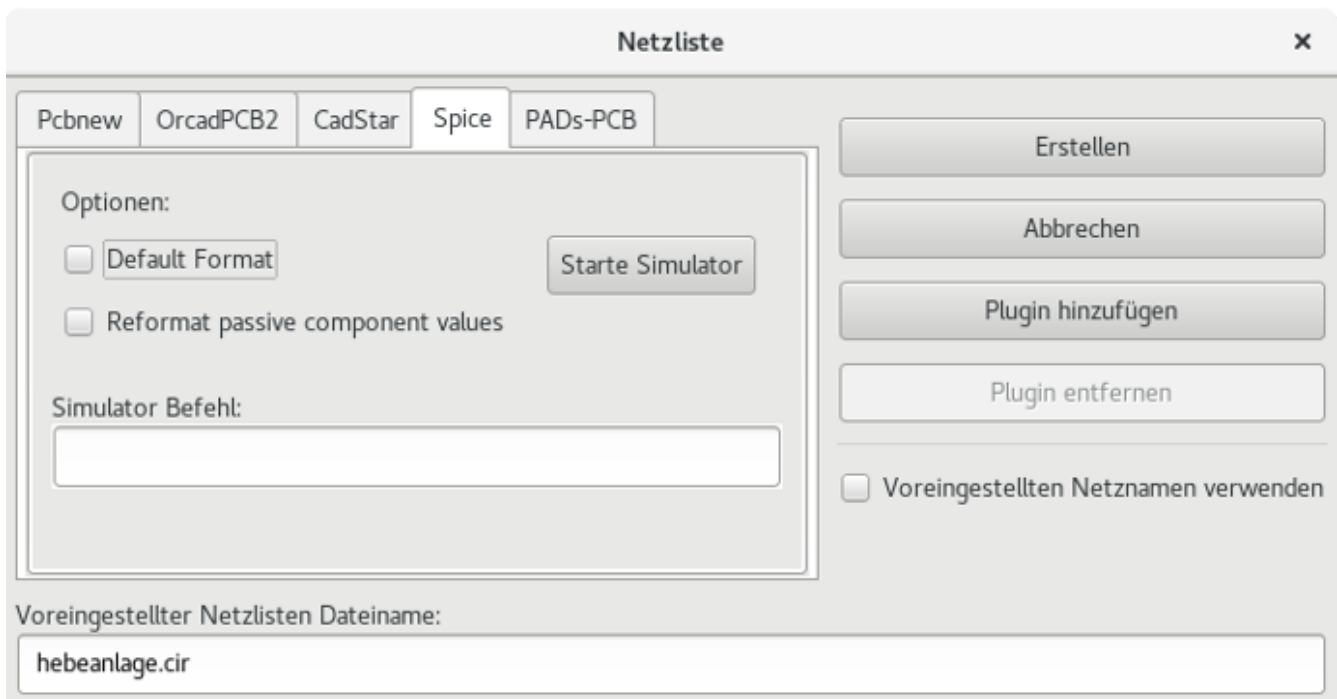 Netzliste
Pcbnew OrcadPCB2 CadStar Spice PADs-PCB
Optionen:
Default Format
Starte Simulator
Reformat passive component values
Simulator Befehl:
Erstellen
Abbrechen
Plugin hinzufügen
Plugin entfernen
Voreingestellten Netznamen verwenden
Voreingestellter Netzlisten Dateiname:
hebeanlage.cir